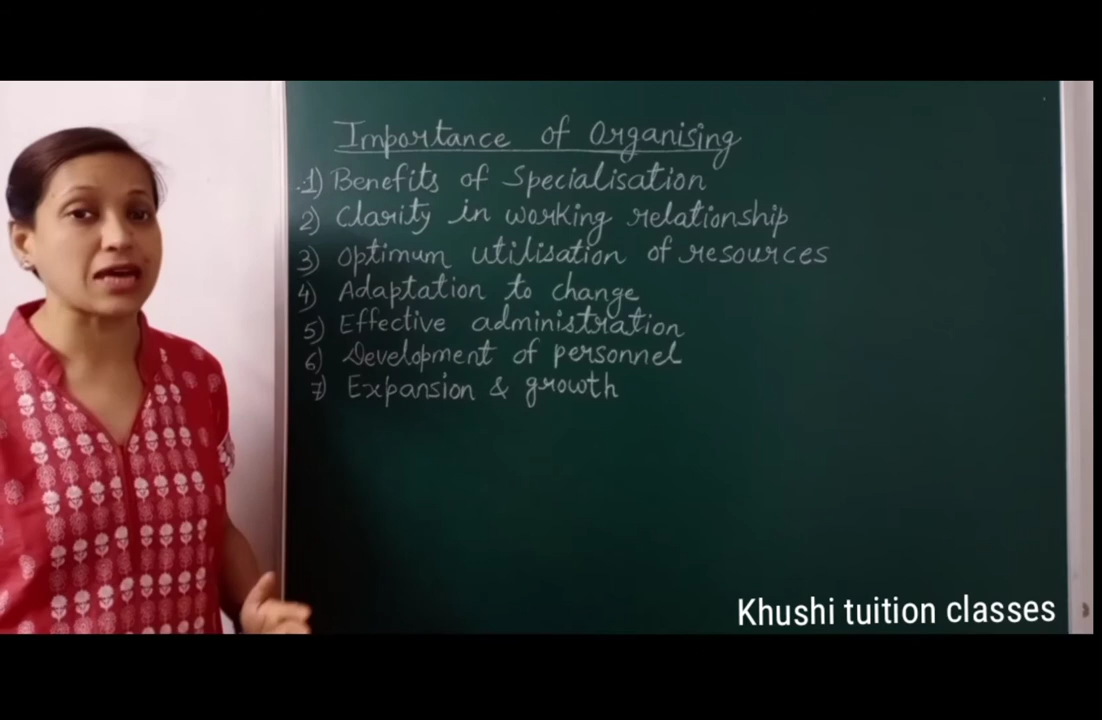 Importance of Organising
1) Benefits of Specialisation
2) Clarity in working relationship
3) Optimum utilisation of resources
4) Adaptation to change
5) Effective administration
6) Development of personnel
7) Expansion & growth
Khushi tuition classes